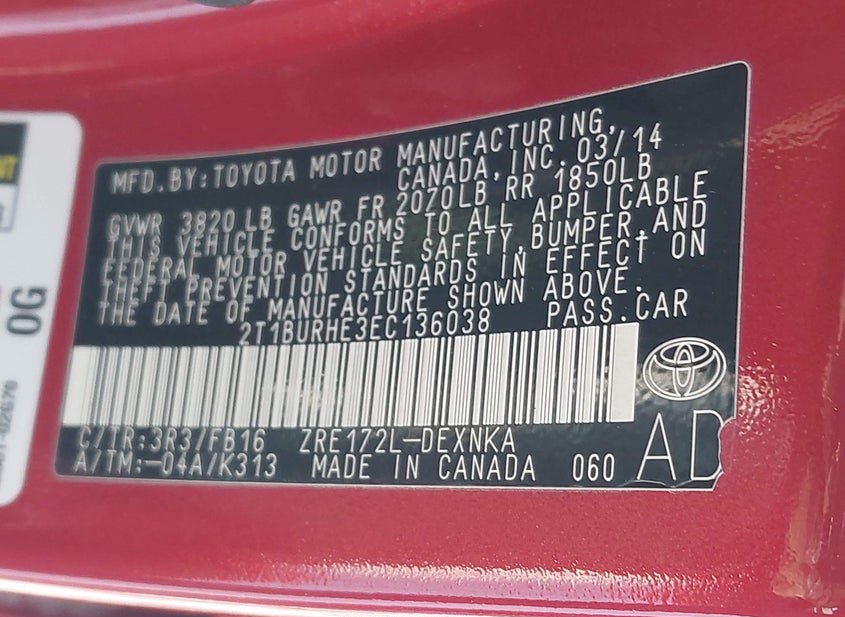 MFD.BY:TOYOTA MOTOR MANUFACTURING,
CANADA,INC. 03/14
GVWR 3820 LB GAWR FR 2070LB RR 1850LB
THIS VEHICLE CONFORMS TO ALL APPLICABLE
FEDERAL MOTOR VEHICLE SAFETY,BUMPER,AND
THEFT PREVENTION STANDARDS IN EFFECT ON
THE DATE OF MANUFACTURE SHOWN ABOVE.
2T1BURHE3EC136038 PASS.CAR
C/TR:3R3/FB16 ZRE172L-DEXNKA
A/TM:-04A/K313 MADE IN CANADA 060 AD
0G